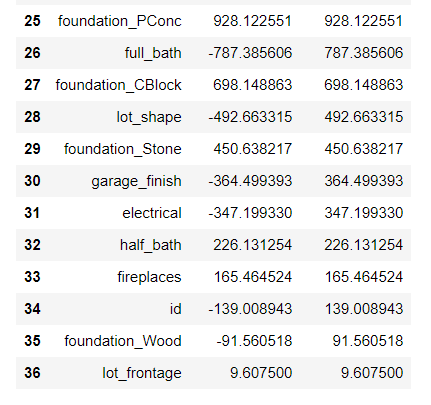 25 foundation_PConc 928.122551 928.122551
26 full_bath -787.385606 787.385606
27 foundation_CBlock 698.148863 698.148863
28 lot_shape -492.663315 492.663315
29 foundation_Stone 450.638217 450.638217
30 garage_finish -364.499393 364.499393
31 electrical -347.199330 347.199330
32 half_bath 226.131254 226.131254
33 fireplaces 165.464524 165.464524
34 id -139.008943 139.008943
35 foundation_Wood -91.560518 91.560518
36 lot_frontage 9.607500 9.607500